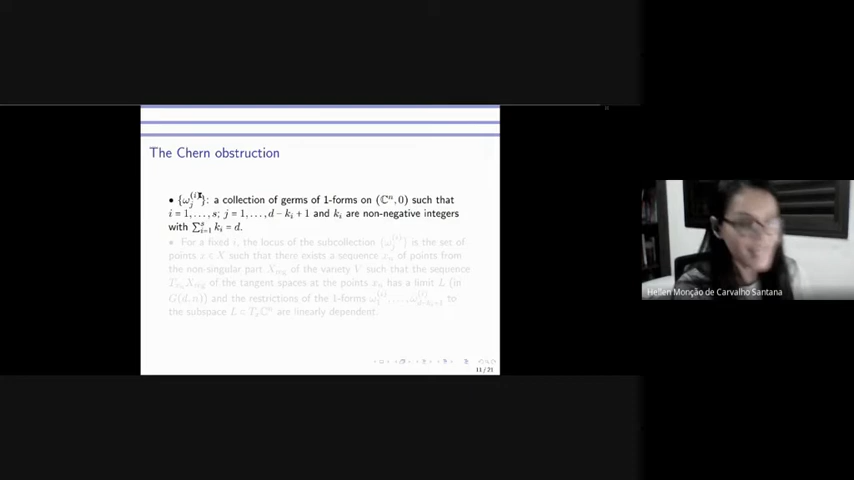 The Chern obstruction
• {ω_j^(i)}: a collection of germs of 1-forms on (ℂⁿ, 0) such that
i = 1, . . . , s; j = 1, . . . , d − k_i + 1 and k_i are non-negative integers
with ∑_{i=1}^s k_i = d.
• For a fixed i, the locus of the subcollection {ω_j^(i)} is the set of
points x ∈ X such that there exists a sequence x_n of points from
the non-singular part X_reg of the variety V such that the sequence
T_{x_n} X_reg of the tangent spaces at the points x_n has a limit L (in
G(d, n)) and the restrictions of the 1-forms ω_1^(i), . . . , ω_{d−k_i+1}^(i) to
the subspace L ⊂ T_x ℂⁿ are linearly dependent.
11 / 21
Hellen Monção de Carvalho Santana